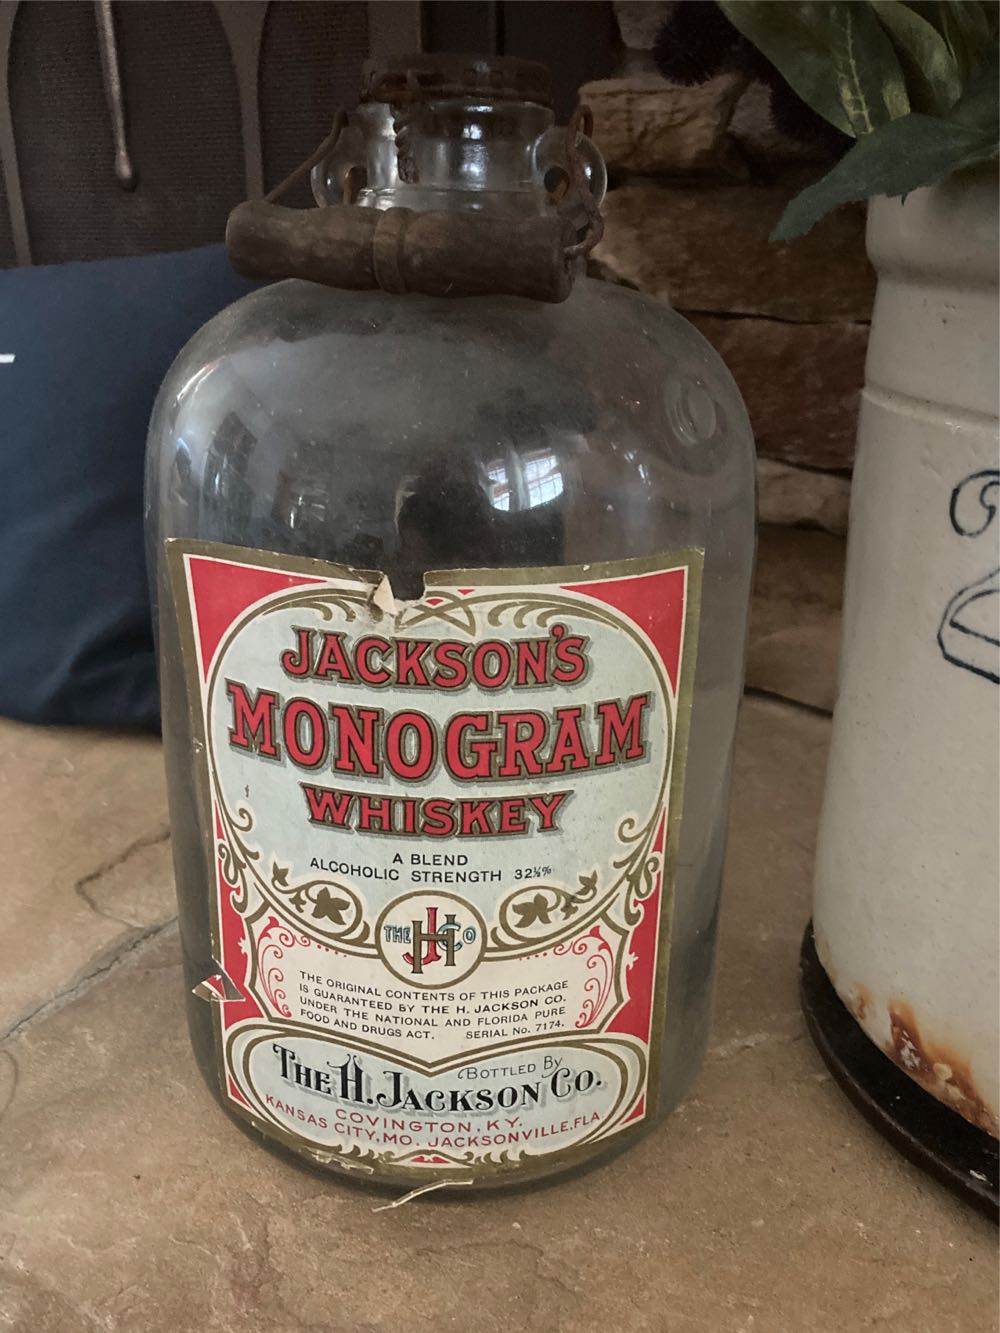 JACKSON'S
MONOGRAM
WHISKEY
A BLEND
ALCOHOLIC STRENGTH 32½%
THE HJ CO
THE ORIGINAL CONTENTS OF THIS PACKAGE
IS GUARANTEED BY THE H. JACKSON CO.
UNDER THE NATIONAL AND FLORIDA PURE
FOOD AND DRUGS ACT. SERIAL No. 7174.
BOTTLED BY
THE H. JACKSON CO.
COVINGTON, KY.
KANSAS CITY, MO. JACKSONVILLE, FLA.
2